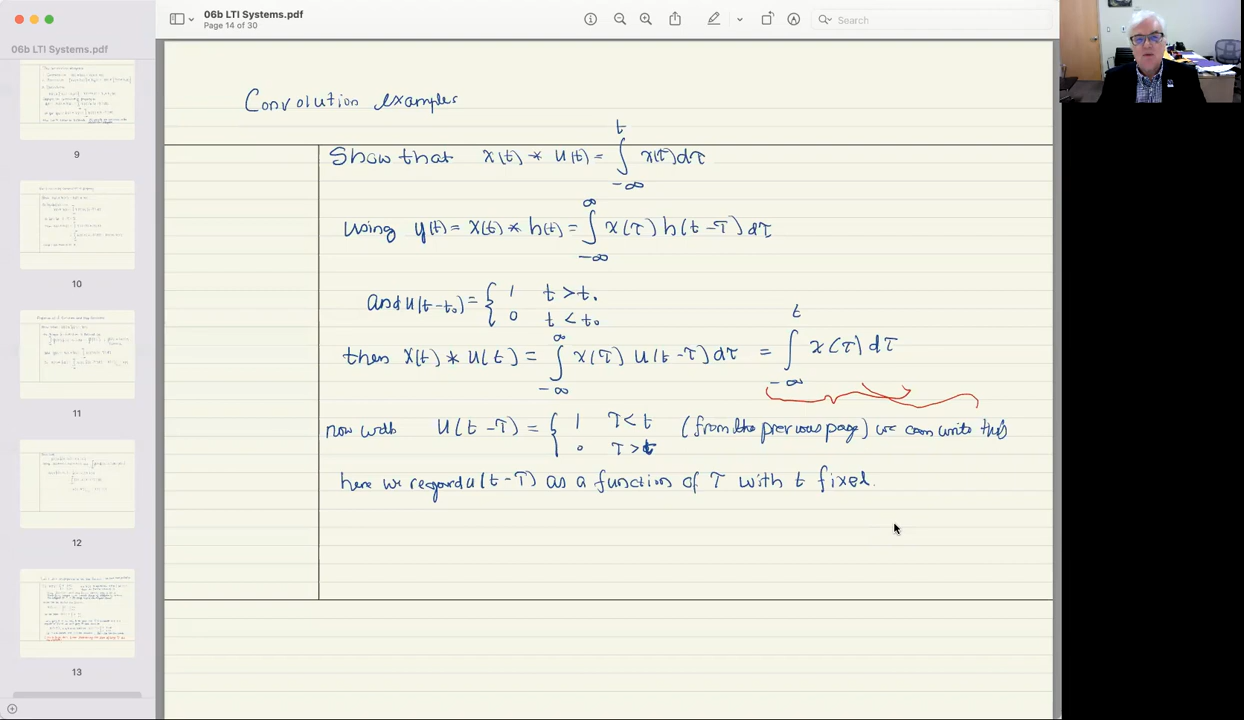 06b LTI Systems.pdf
Page 14 of 30
Search
06b LTI Systems.pdf
9
10
11
12
13
Convolution examples
Show that x(t) * u(t) = ∫_{-∞}^{t} x(τ)dτ
using y(t) = x(t) * h(t) = ∫_{-∞}^{∞} x(τ) h(t-τ) dτ
and u(t-t₀) = { 1 t > t₀
0 t < t₀
then x(t) * u(t) = ∫_{-∞}^{∞} x(τ) u(t-τ) dτ = ∫_{-∞}^{t} x(τ) dτ
now with u(t-τ) = { 1 τ < t (from the previous page) we can write this
0 τ > t
here we regard u(t-τ) as a function of τ with t fixed.